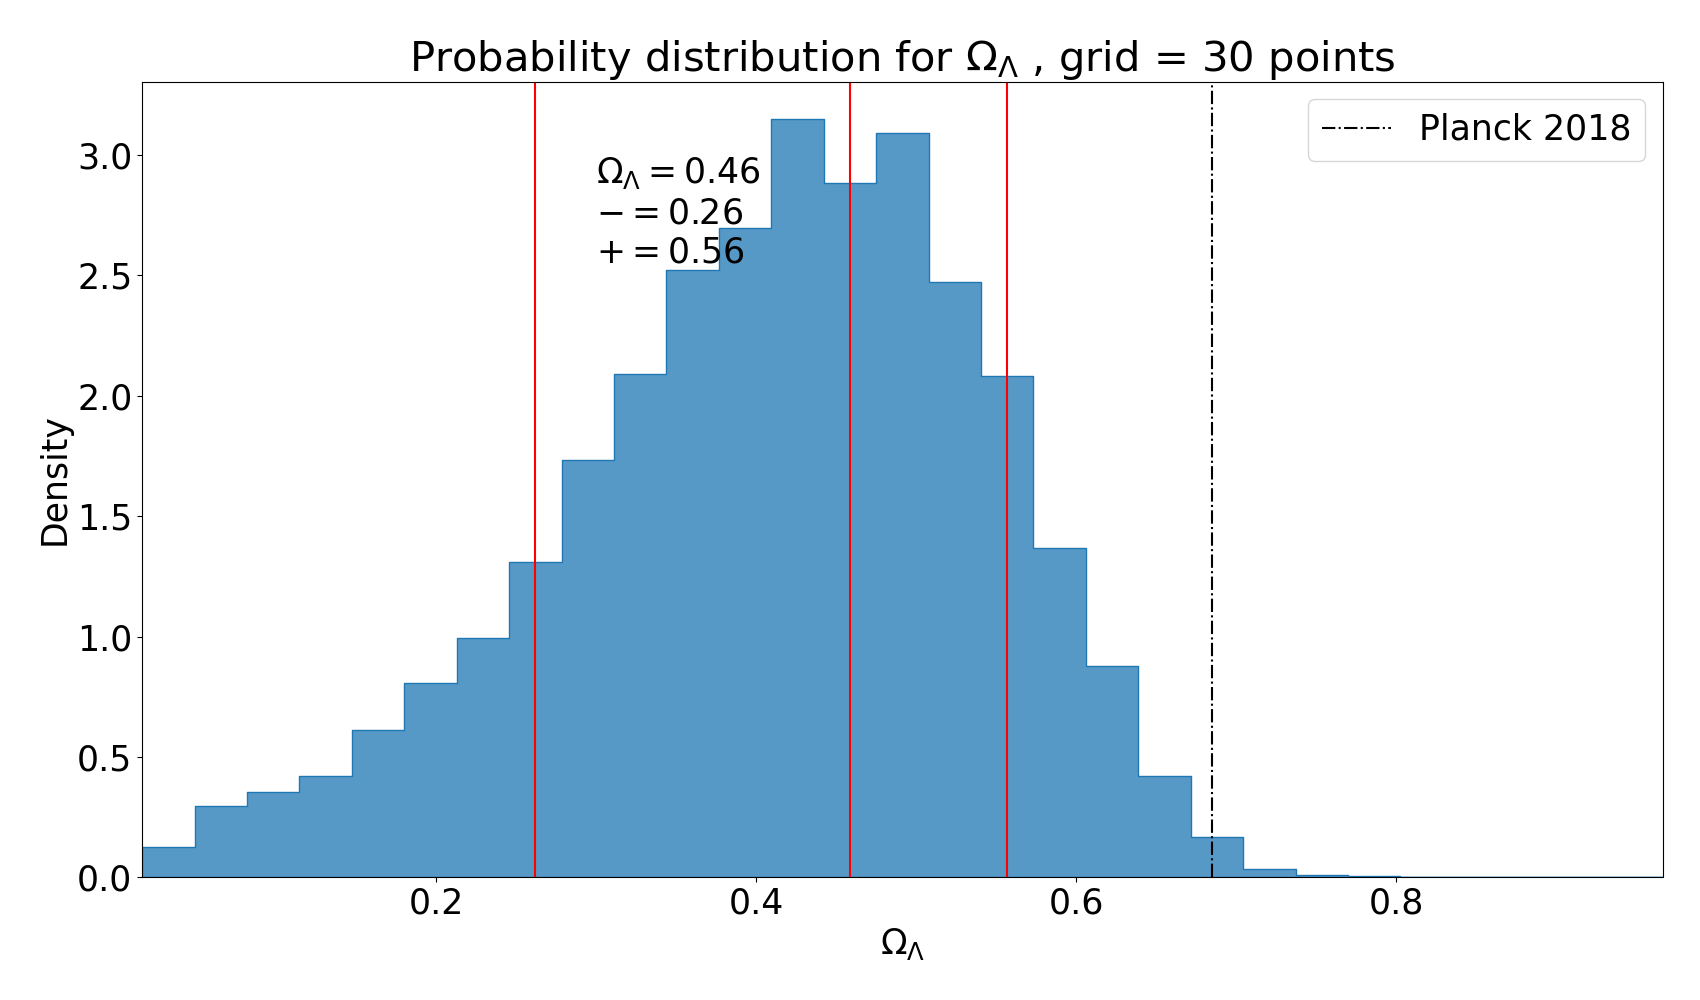 Probability distribution for Ω_Λ , grid = 30 points
Planck 2018
Ω_Λ = 0.46
− = 0.26
+ = 0.56
Density
3.0
2.5
2.0
1.5
1.0
0.5
0.0
0.2 0.4 0.6 0.8
Ω_Λ